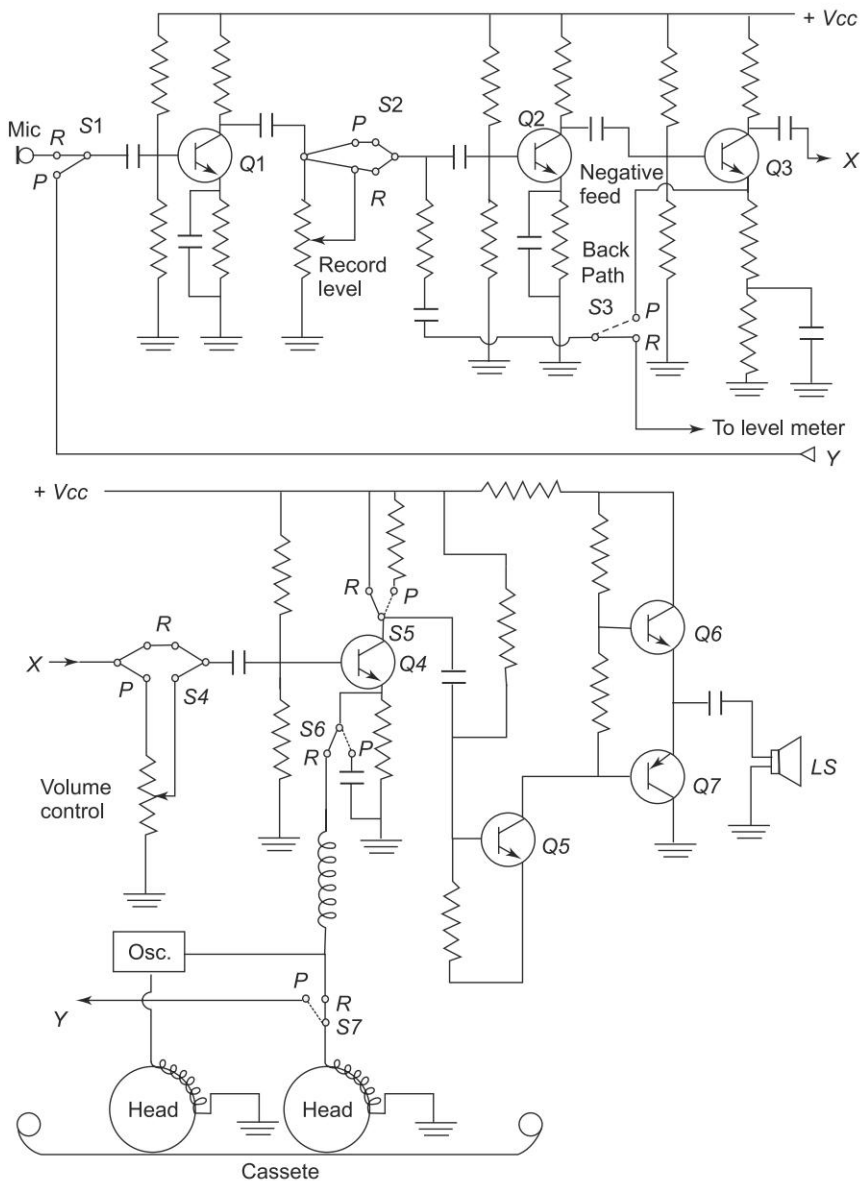 + Vcc
Mic
R
S1
P
Q1
P
S2
R
Record
level
Q2
Negative
feed
Back
Path
S3
P
R
Q3
X
To level meter
Y
+ Vcc
X
R
P
S4
Volume
control
R
P
S5
Q4
S6
R
P
Q5
Q6
Q7
LS
Osc.
Y
P
R
S7
Head
Head
Cassete